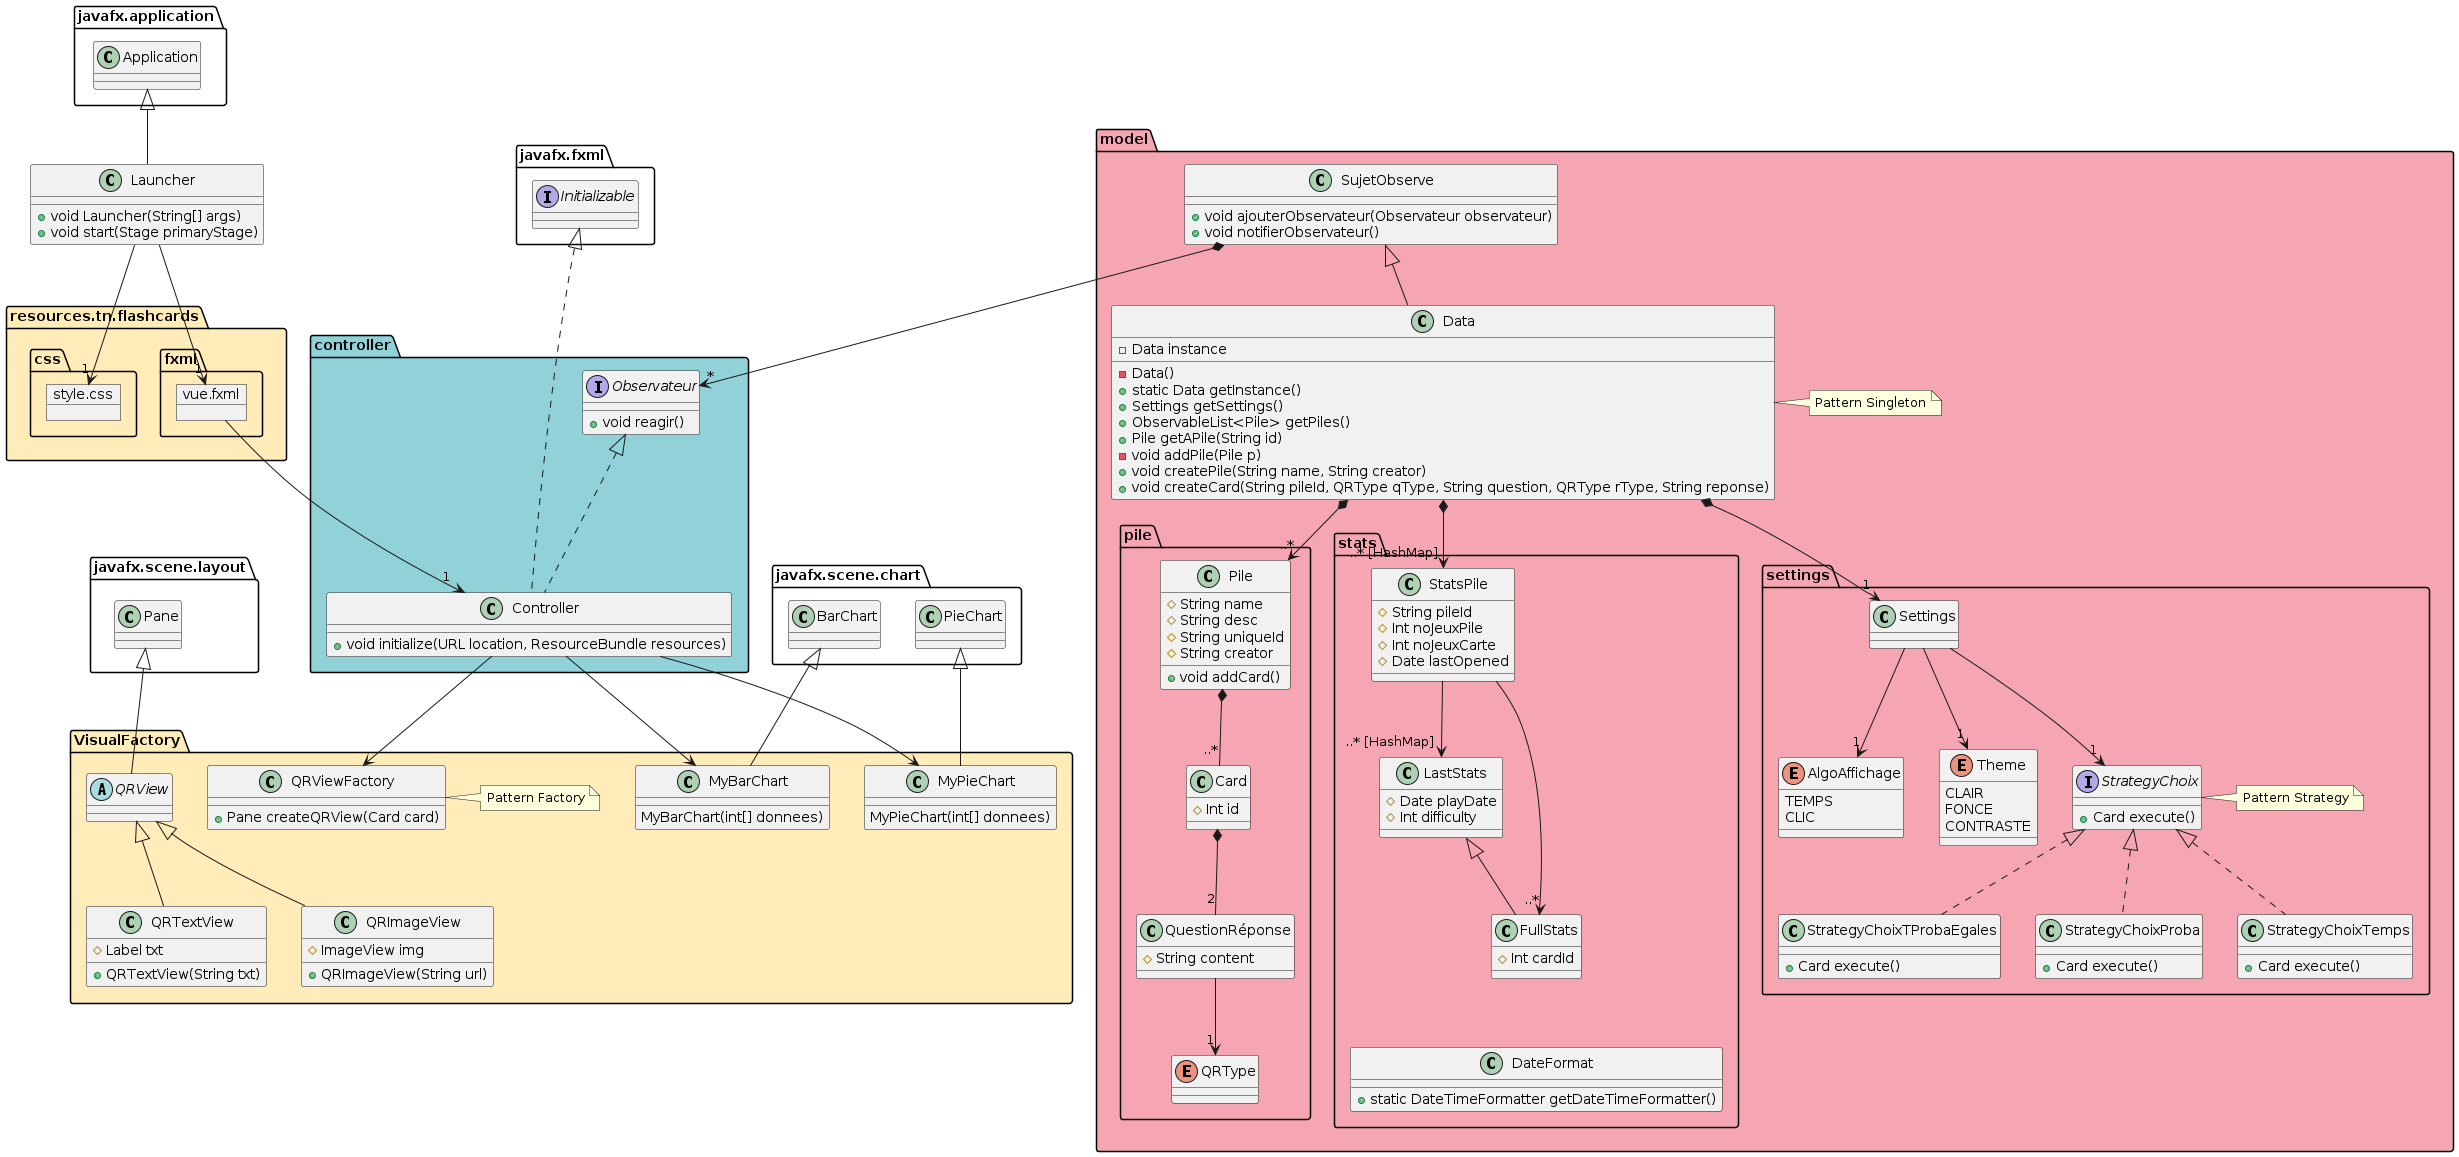 javafx.application
C Application
C Launcher
void Launcher(String[] args)
void start(Stage primaryStage)
resources.tn.flashcards
css
1
style.css
fxml
1
vue.fxml
javafx.fxml
I Initializable
controller
I Observateur
*
void reagir()
1
C Controller
void initialize(URL location, ResourceBundle resources)
javafx.scene.layout
C Pane
javafx.scene.chart
C BarChart
C PieChart
VisualFactory
A QRView
C QRViewFactory
Pane createQRView(Card card)
Pattern Factory
C MyBarChart
MyBarChart(int[] donnees)
C MyPieChart
MyPieChart(int[] donnees)
C QRTextView
Label txt
QRTextView(String txt)
C QRImageView
ImageView img
QRImageView(String url)
model
C SujetObserve
void ajouterObservateur(Observateur observateur)
void notifierObservateur()
C Data
Data instance
Data()
static Data getInstance()
Settings getSettings()
ObservableList<Pile> getPiles()
Pile getAPile(String id)
void addPile(Pile p)
void createPile(String name, String creator)
void createCard(String pileId, QRType qType, String question, QRType rType, String reponse)
Pattern Singleton
pile
..*
C Pile
String name
String desc
String uniqueId
String creator
void addCard()
..*
C Card
Int id
2
C QuestionRéponse
String content
1
E QRType
stats
..* [HashMap]
C StatsPile
String pileId
Int noJeuxPile
Int noJeuxCarte
Date lastOpened
..* [HashMap]
C LastStats
Date playDate
Int difficulty
..*
C FullStats
Int cardId
C DateFormat
static DateTimeFormatter getDateTimeFormatter()
settings
1
C Settings
1
E AlgoAffichage
TEMPS
CLIC
1
E Theme
CLAIR
FONCE
CONTRASTE
1
I StrategyChoix
Card execute()
Pattern Strategy
C StrategyChoixTProbaEgales
Card execute()
C StrategyChoixProba
Card execute()
C StrategyChoixTemps
Card execute()